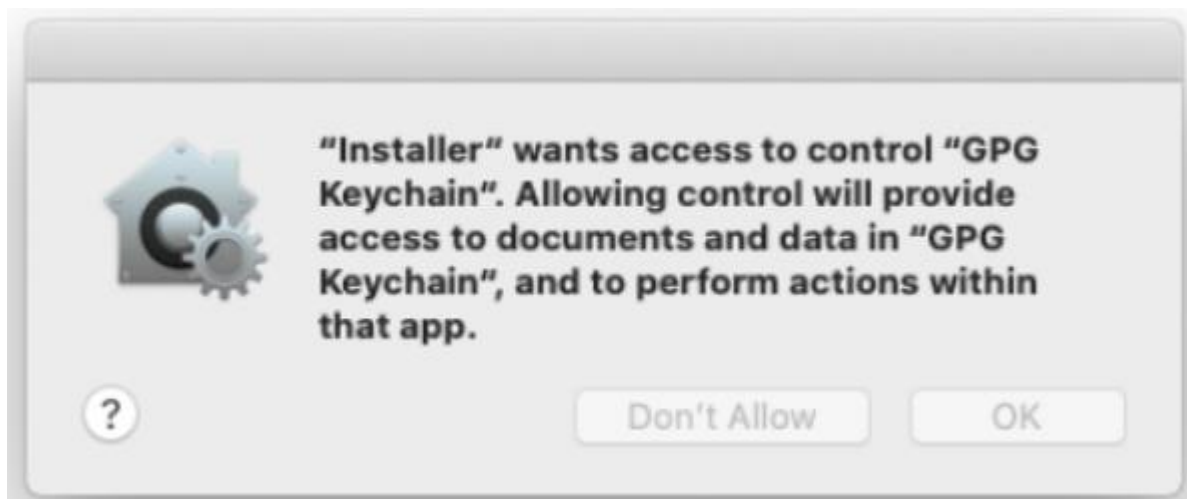 “Installer” wants access to control “GPG
Keychain”. Allowing control will provide
access to documents and data in “GPG
Keychain”, and to perform actions within
that app.
?
Don't Allow
OK